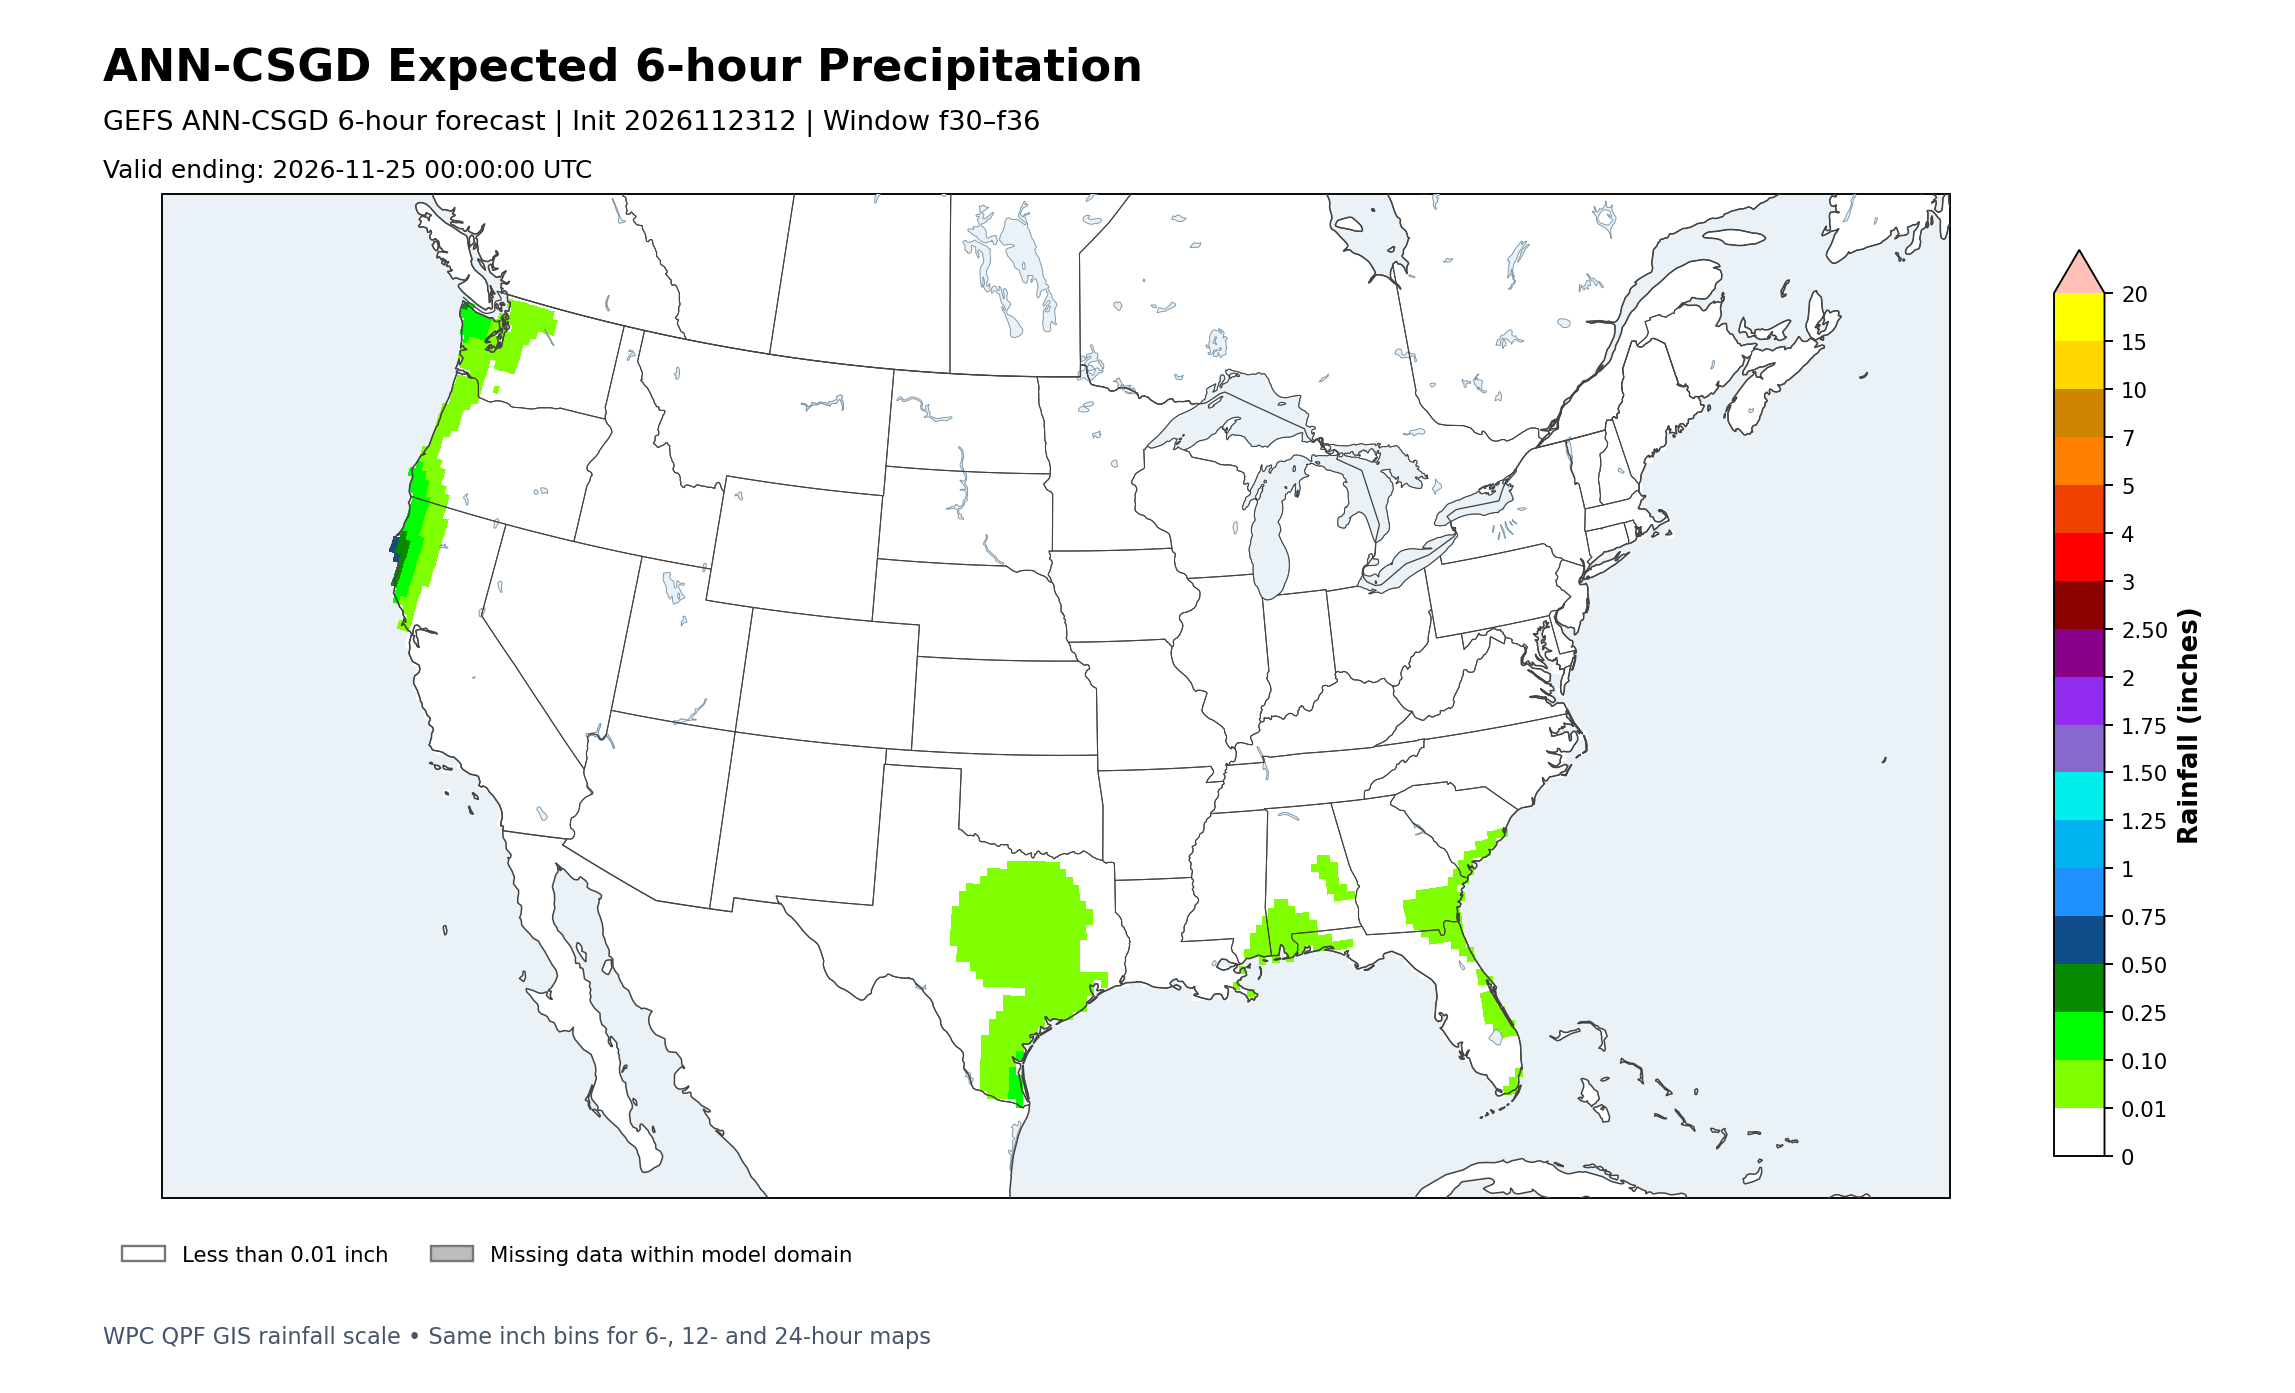 ANN-CSGD Expected 6-hour Precipitation
GEFS ANN-CSGD 6-hour forecast | Init 2026112312 | Window f30–f36
Valid ending: 2026-11-25 00:00:00 UTC
20
15
10
7
5
4
3
2.50
2
1.75
1.50
1.25
1
0.75
0.50
0.25
0.10
0.01
0
Rainfall (inches)
Less than 0.01 inch
Missing data within model domain
WPC QPF GIS rainfall scale • Same inch bins for 6-, 12- and 24-hour maps